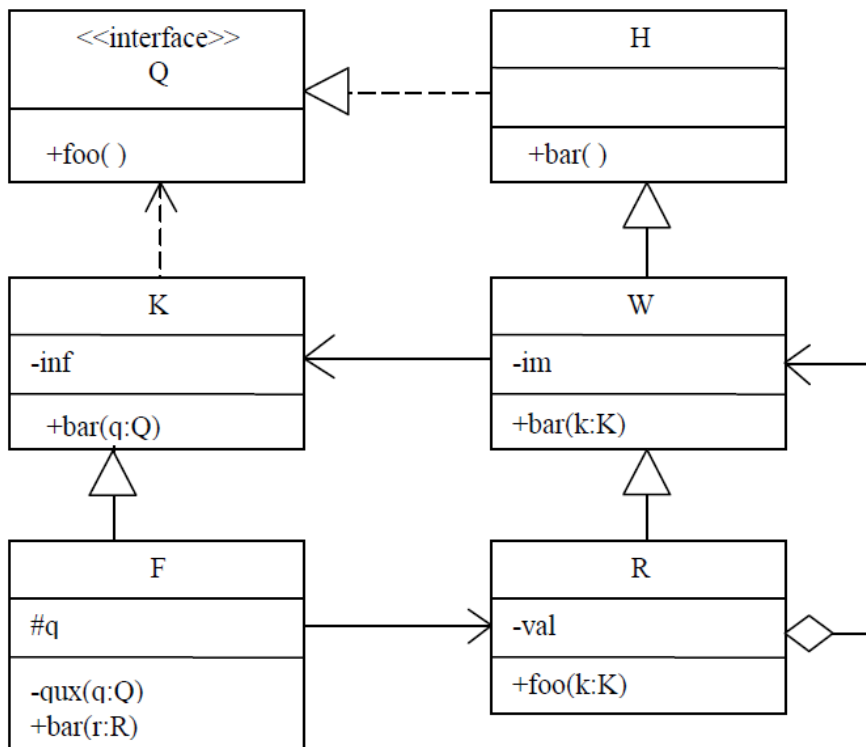 <<interface>>
Q
+foo( )
H
+bar( )
K
-inf
+bar(q:Q)
W
-im
+bar(k:K)
F
#q
-qux(q:Q)
+bar(r:R)
R
-val
+foo(k:K)